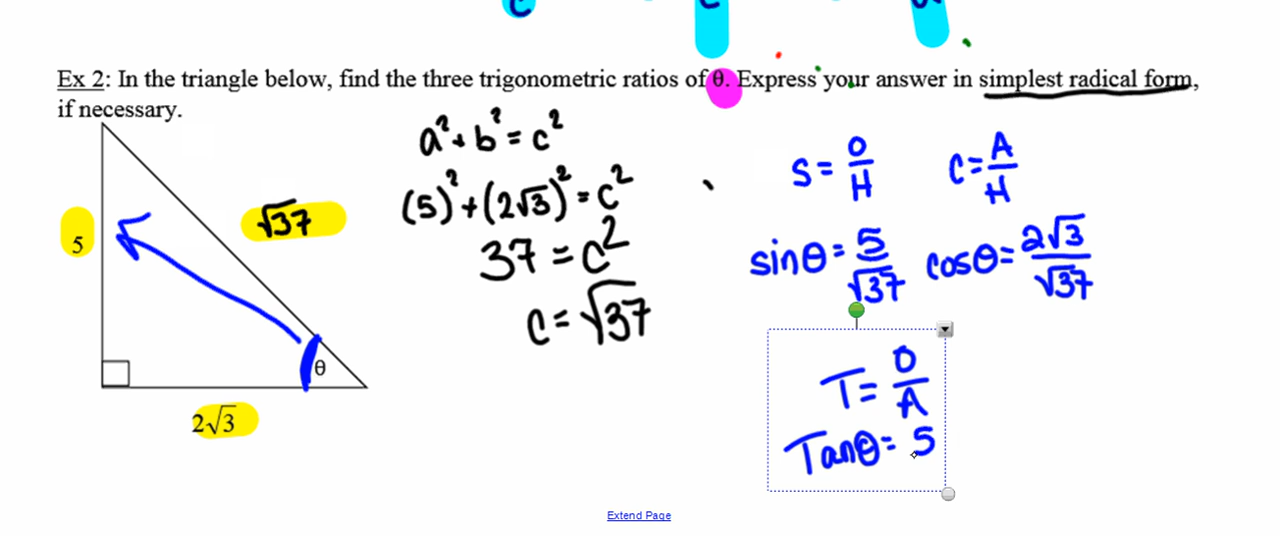 Ex 2: In the triangle below, find the three trigonometric ratios of θ. Express your answer in simplest radical form,
if necessary.
a² + b² = c²
(5)² + (2√3)² = c²
37 = c²
c = √37
5
√37
θ
2√3
S = O/H
C = A/H
sinθ = 5/√37
cosθ = 2√3/√37
T = O/A
Tanθ = 5
Extend Page